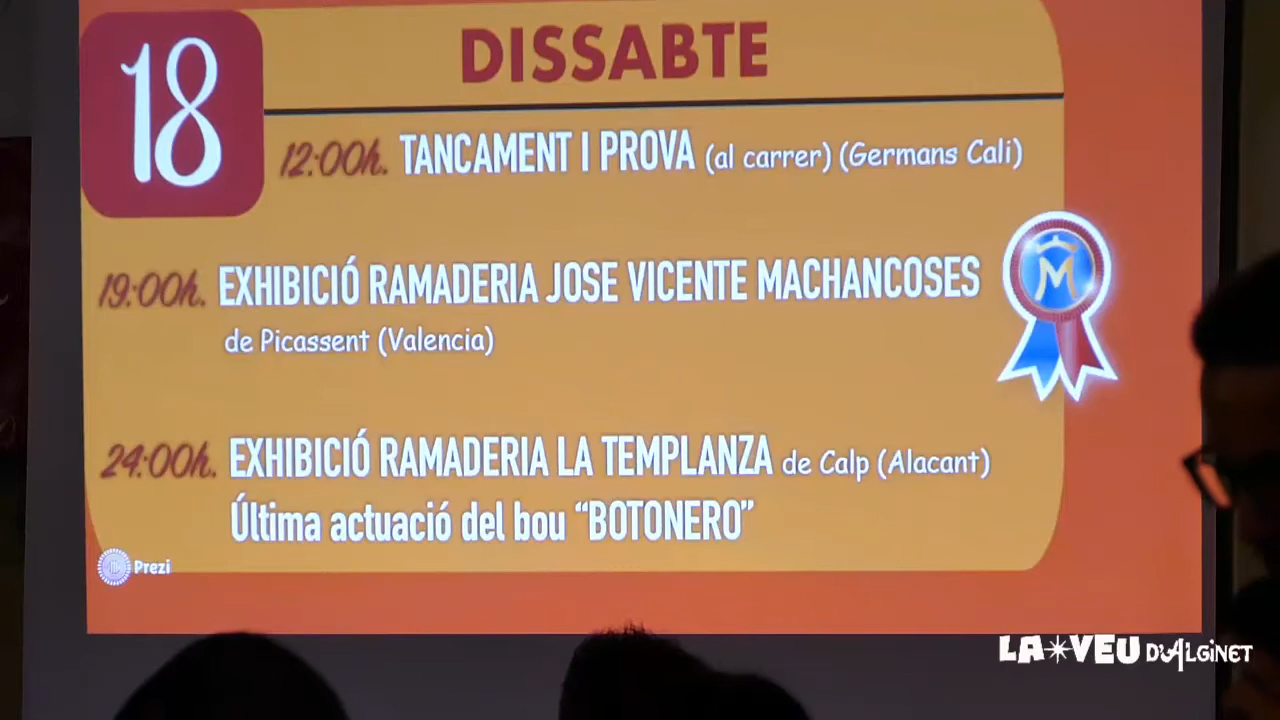 18
DISSABTE
12:00h. TANCAMENT I PROVA (al carrer) (Germans Cali)
19:00h. EXHIBICIÓ RAMADERIA JOSE VICENTE MACHANCOSES
de Picassent (Valencia)
M
24:00h. EXHIBICIÓ RAMADERIA LA TEMPLANZA de Calp (Alacant)
Última actuació del bou “BOTONERO”
Prezi
LA VEU D'ALGINET